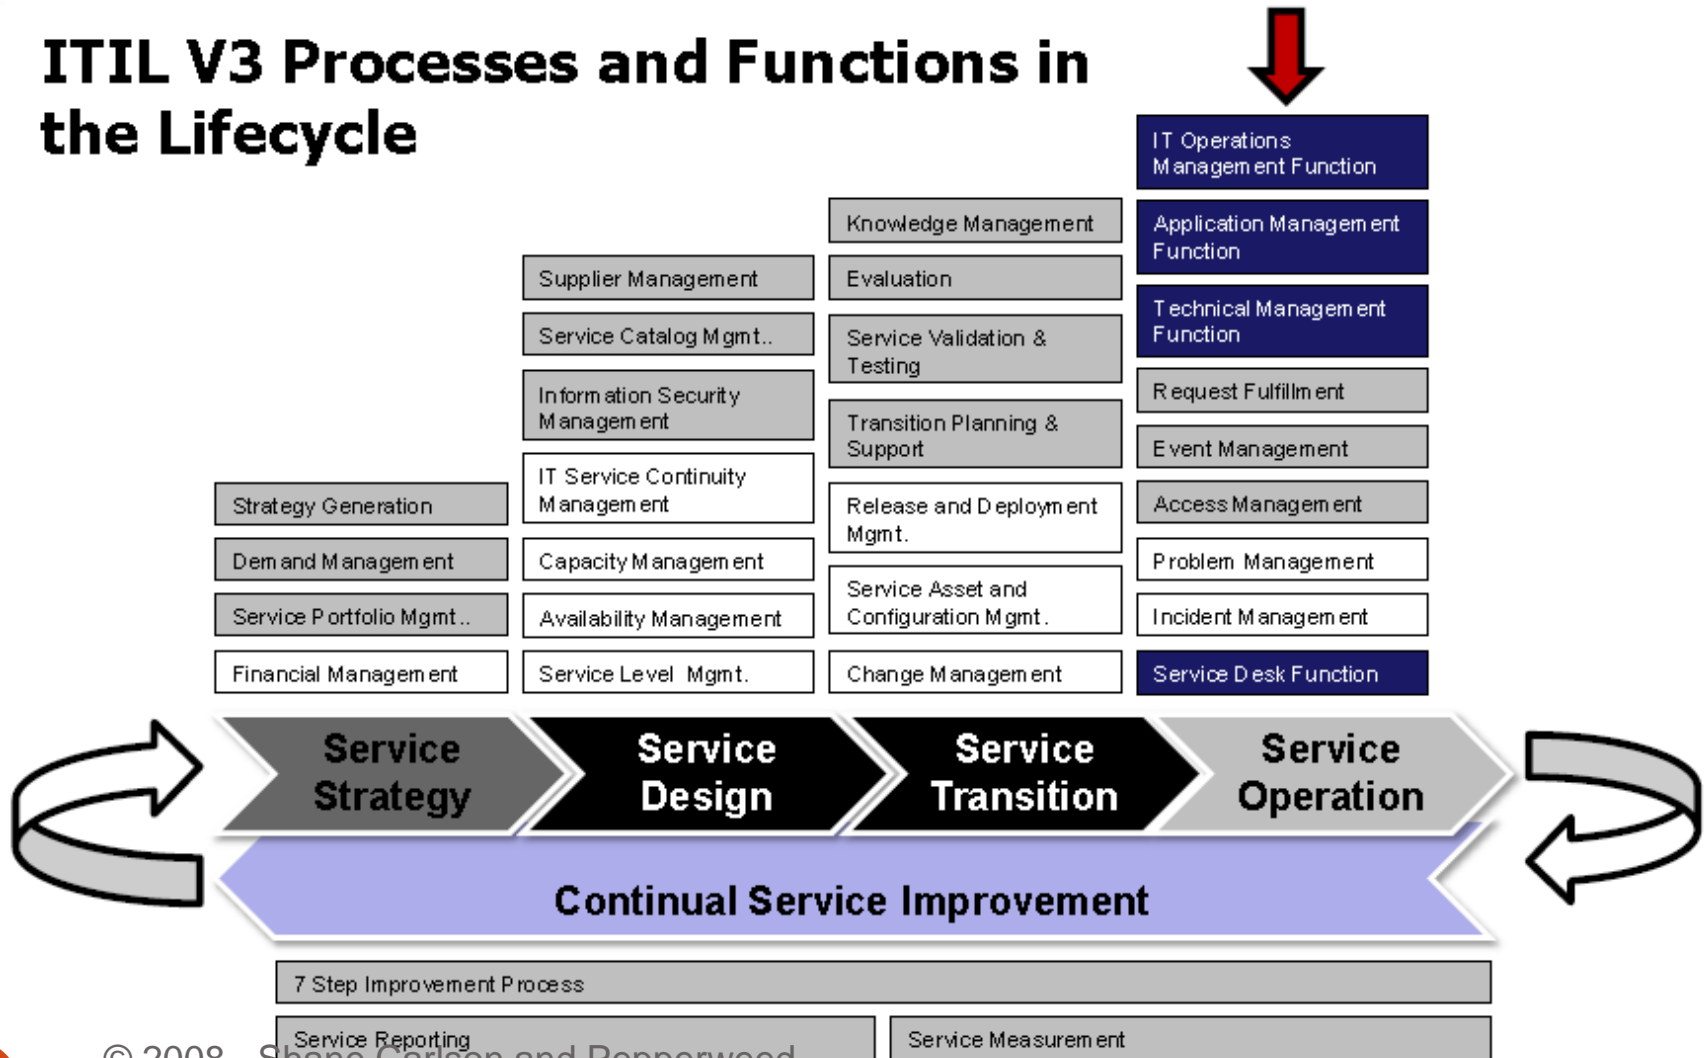 ITIL V3 Processes and Functions in
the Lifecycle
Strategy Generation
Demand Management
Service Portfolio Mgmt..
Financial Management
Supplier Management
Service Catalog Mgmt..
Information Security
Management
IT Service Continuity
Management
Capacity Management
Availability Management
Service Level Mgmt.
Knowledge Management
Evaluation
Service Validation &
Testing
Transition Planning &
Support
Release and Deployment
Mgmt.
Service Asset and
Configuration Mgmt.
Change Management
IT Operations
Management Function
Application Management
Function
Technical Management
Function
Request Fulfillment
Event Management
Access Management
Problem Management
Incident Management
Service Desk Function
Service
Strategy
Service
Design
Service
Transition
Service
Operation
Continual Service Improvement
7 Step Improvement Process
Service Reporting
Service Measurement
© 2008 - Shane Carlson and Pepperweed